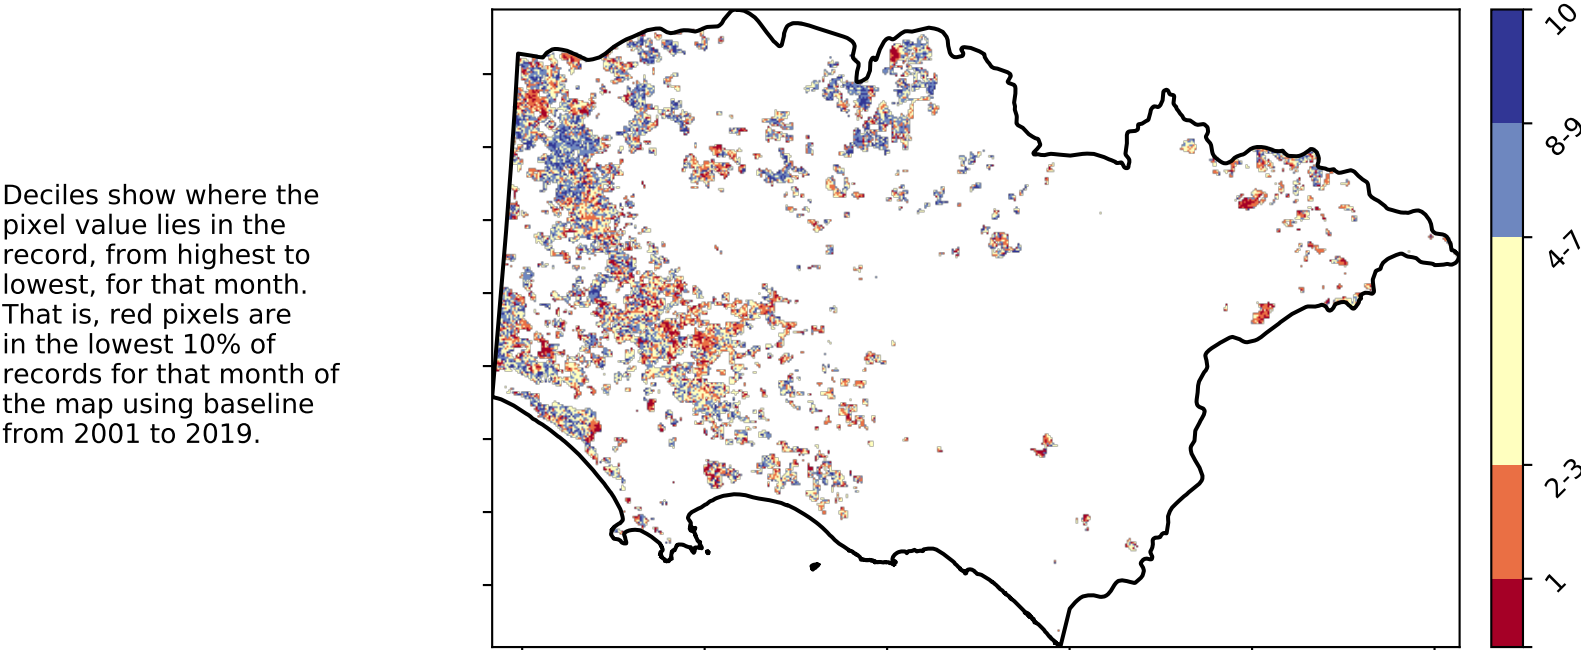 Deciles show where the
pixel value lies in the
record, from highest to
lowest, for that month.
That is, red pixels are
in the lowest 10% of
records for that month of
the map using baseline
from 2001 to 2019.
10
8-9
4-7
2-3
1